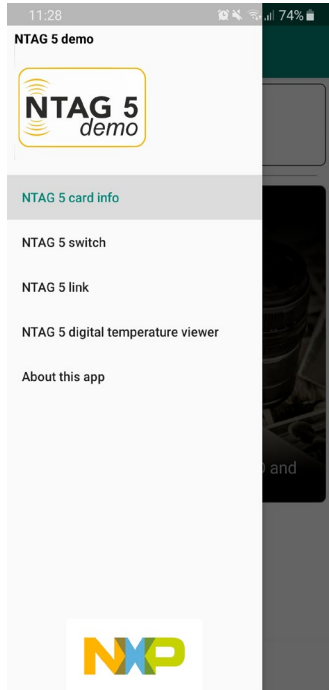 11:28
74%
NTAG 5 demo
NTAG 5
demo
NTAG 5 card info
NTAG 5 switch
NTAG 5 link
NTAG 5 digital temperature viewer
About this app
and
NXP